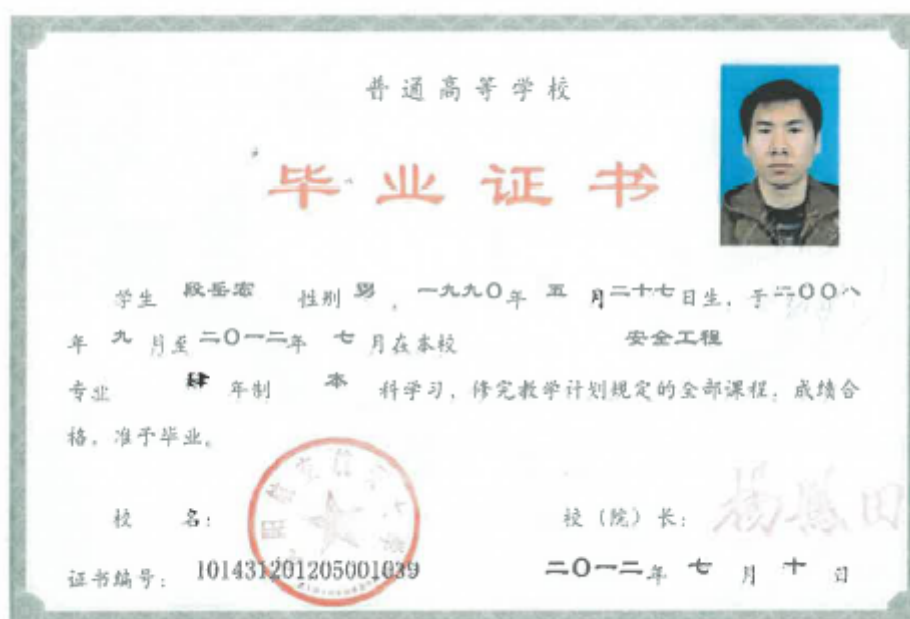 普通高等学校
毕业证书
学生 段岳宏 性别 男,一九九〇年 五 月二十七日生,于二〇〇八
年 九 月至二〇一二年 七 月在本校 安全工程
专业 肆 年制 本 科学习,修完教学计划规定的全部课程,成绩合
格,准予毕业。
校 名: 校(院)长: 杨凤田
证书编号: 101431201205001039 二〇一二年 七 月 十 日